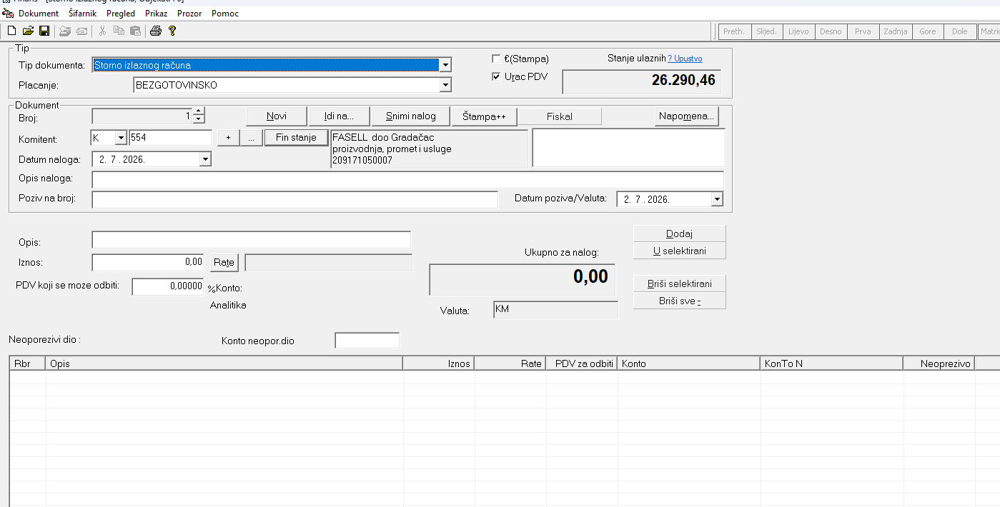 Dokument Šifarnik Pregled Prikaz Prozor Pomoc
Preth. Slijed. Lijevo Desno Prva Zadnja Gore Dole Matric
Tip
Tip dokumenta: Storno izlaznog računa
€(Stampa)
Stanje ulaznih ? Upustvo
Placanje: BEZGOTOVINSKO
Urac PDV
26.290,46
Dokument
Broj: 1 Novi Idi na... Snimi nalog Štampa++ Fiskal Napomena...
Komitent: K 554 + ... Fin stanje
FASELL doo Gradačac
proizvodnja, promet i usluge
209171050007
Datum naloga: 2. 7 . 2026.
Opis naloga:
Poziv na broj: Datum poziva/Valuta: 2. 7 . 2026.
Opis:
Dodaj
U selektirani
Iznos: 0,00 Rate
Ukupno za nalog:
0,00
PDV koji se moze odbiti: 0,00000 %Konto:
Briši selektirani
Briši sve -
Analitika
Valuta: KM
Neoporezivi dio : Konto neopor.dio
Rbr Opis Iznos Rate PDV za odbiti Konto KonTo N Neoprezivo